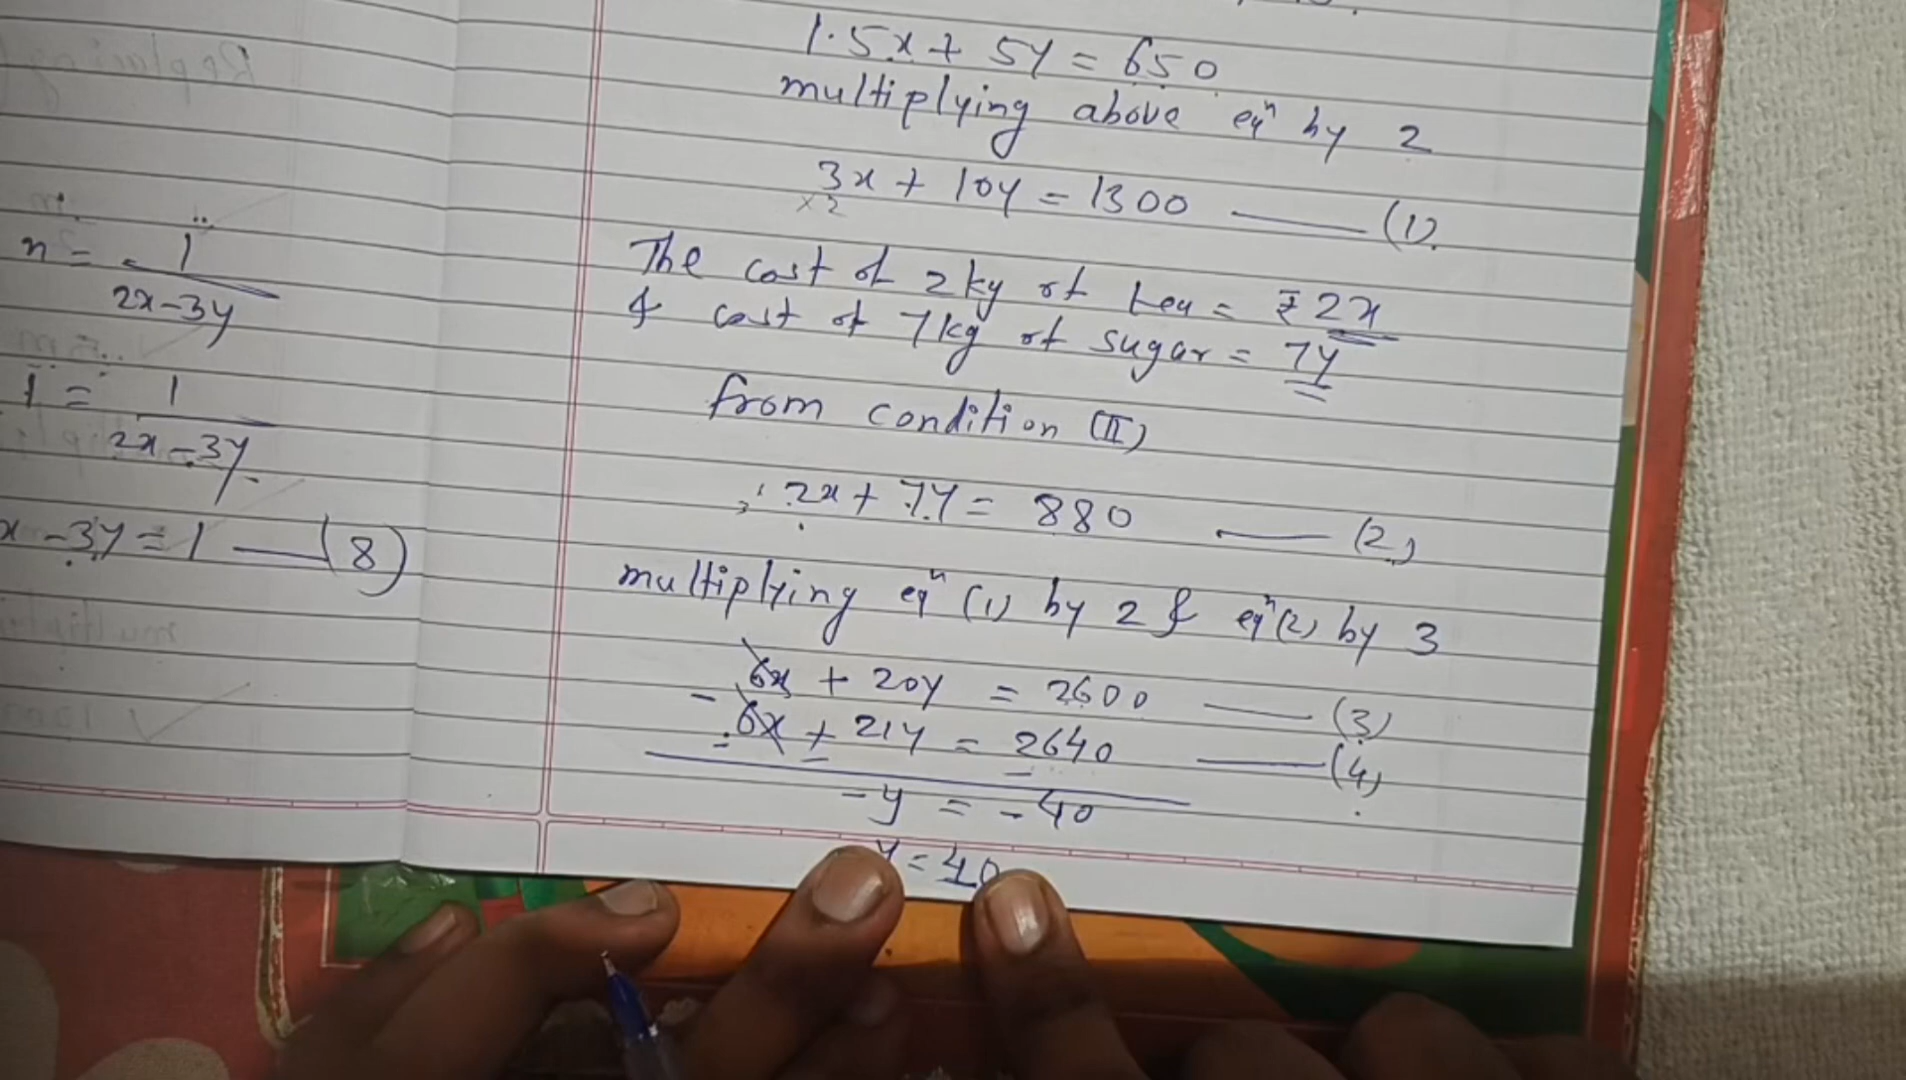 n = 1
2x-3y
1 = 1
2x-3y.
x-3y = 1 — (8)
1.5x + 5y = 650
multiplying above eqⁿ by 2
3x + 10y = 1300 — (1).
×2
The cost of 2kg of tea = ₹2x
& cost of 7kg of sugar = 7y
from condition (II)
2x + 7y = 880 — (2)
multiplying eqⁿ (1) by 2 & eqⁿ(2) by 3
6x + 20y = 2600 — (3)
- 6x + 21y = 2640 — (4)
- - -
-y = -40
y = 40